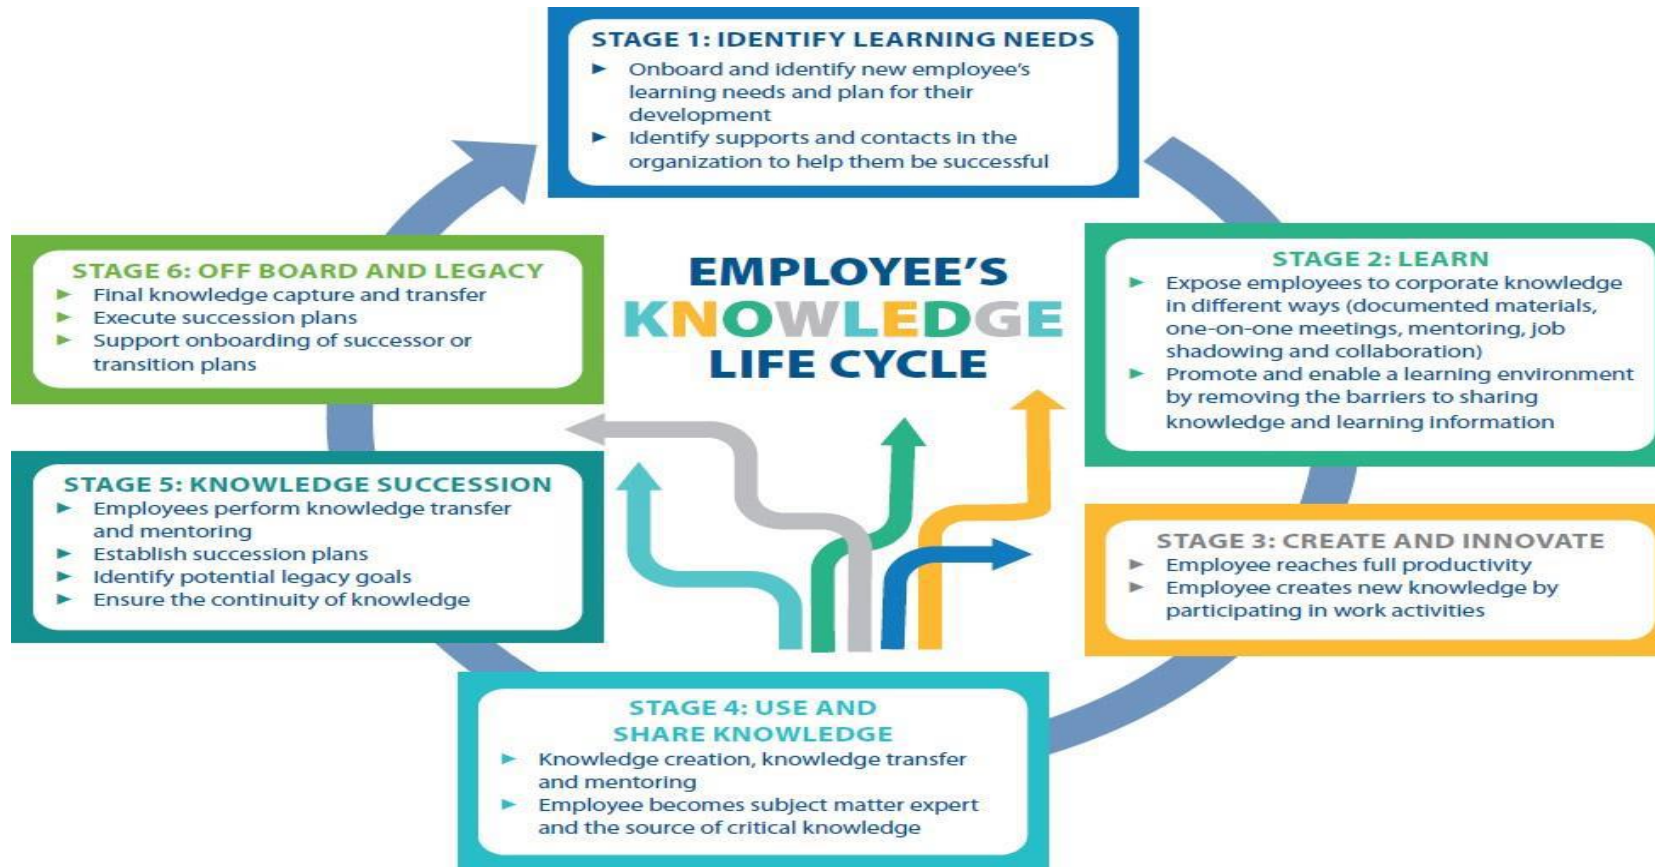 STAGE 1: IDENTIFY LEARNING NEEDS
► Onboard and identify new employee's
learning needs and plan for their
development
► Identify supports and contacts in the
organization to help them be successful
EMPLOYEE'S
KNOWLEDGE
LIFE CYCLE
STAGE 2: LEARN
► Expose employees to corporate knowledge
in different ways (documented materials,
one-on-one meetings, mentoring, job
shadowing and collaboration)
► Promote and enable a learning environment
by removing the barriers to sharing
knowledge and learning information
STAGE 3: CREATE AND INNOVATE
► Employee reaches full productivity
► Employee creates new knowledge by
participating in work activities
STAGE 4: USE AND
SHARE KNOWLEDGE
► Knowledge creation, knowledge transfer
and mentoring
► Employee becomes subject matter expert
and the source of critical knowledge
STAGE 5: KNOWLEDGE SUCCESSION
► Employees perform knowledge transfer
and mentoring
► Establish succession plans
► Identify potential legacy goals
► Ensure the continuity of knowledge
STAGE 6: OFF BOARD AND LEGACY
► Final knowledge capture and transfer
► Execute succession plans
► Support onboarding of successor or
transition plans